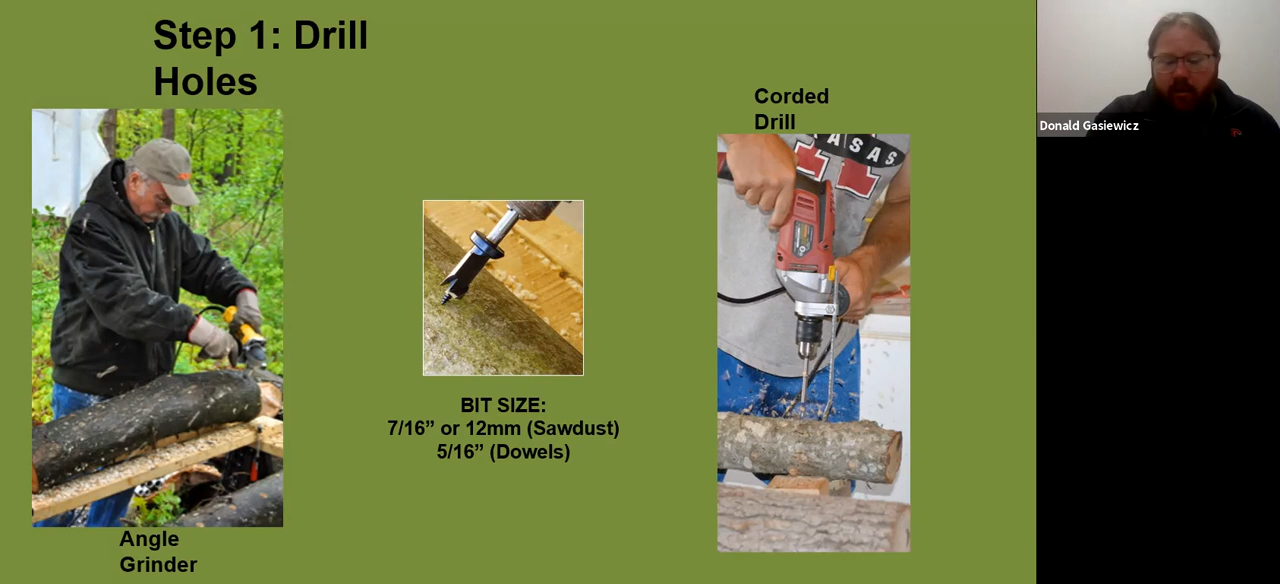 Step 1: Drill
Holes
Corded
Drill
ASAS
Donald Gasiewicz
BIT SIZE:
7/16” or 12mm (Sawdust)
5/16” (Dowels)
Angle
Grinder